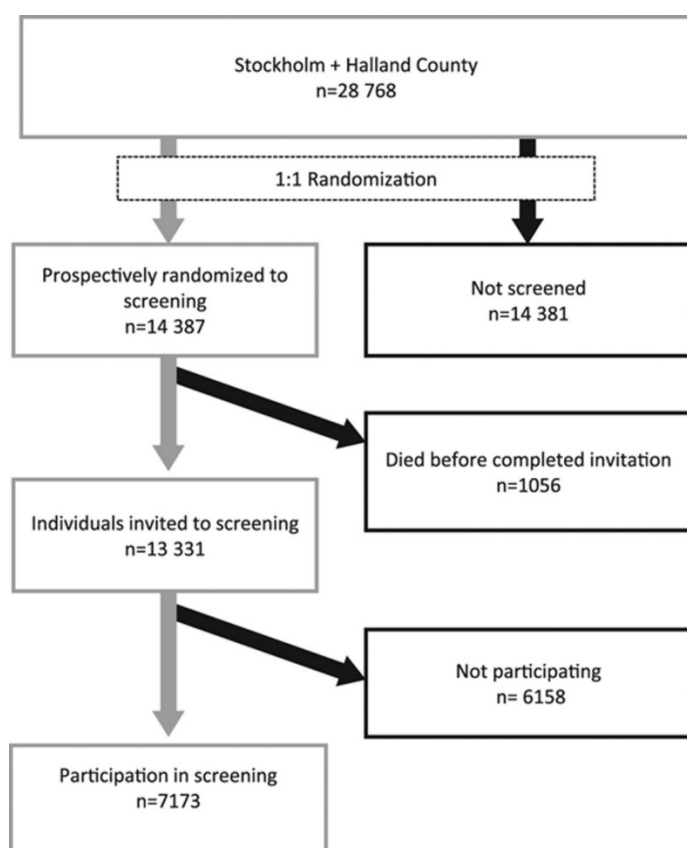 Stockholm + Halland County
n=28 768
1:1 Randomization
Prospectively randomized to
screening
n=14 387
Not screened
n=14 381
Died before completed invitation
n=1056
Individuals invited to screening
n=13 331
Not participating
n= 6158
Participation in screening
n=7173